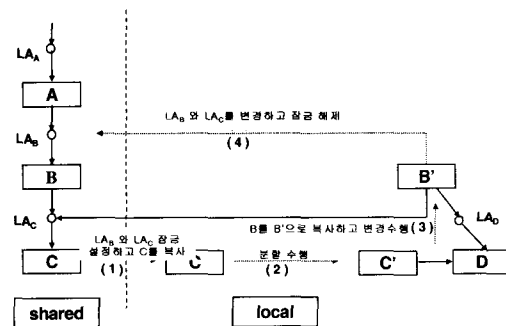 LA_A
A
LA_B
LA_B 와 LA_C를 변경하고 잠금 해제
(4)
B
B'
LA_C
LA_D
B를 B'으로 복사하고 변경수행 (3)
LA_B 와 LA_C 잠금
설정하고 C를 복사
분할 수행
C
(1)
C
(2)
C'
D
shared
local